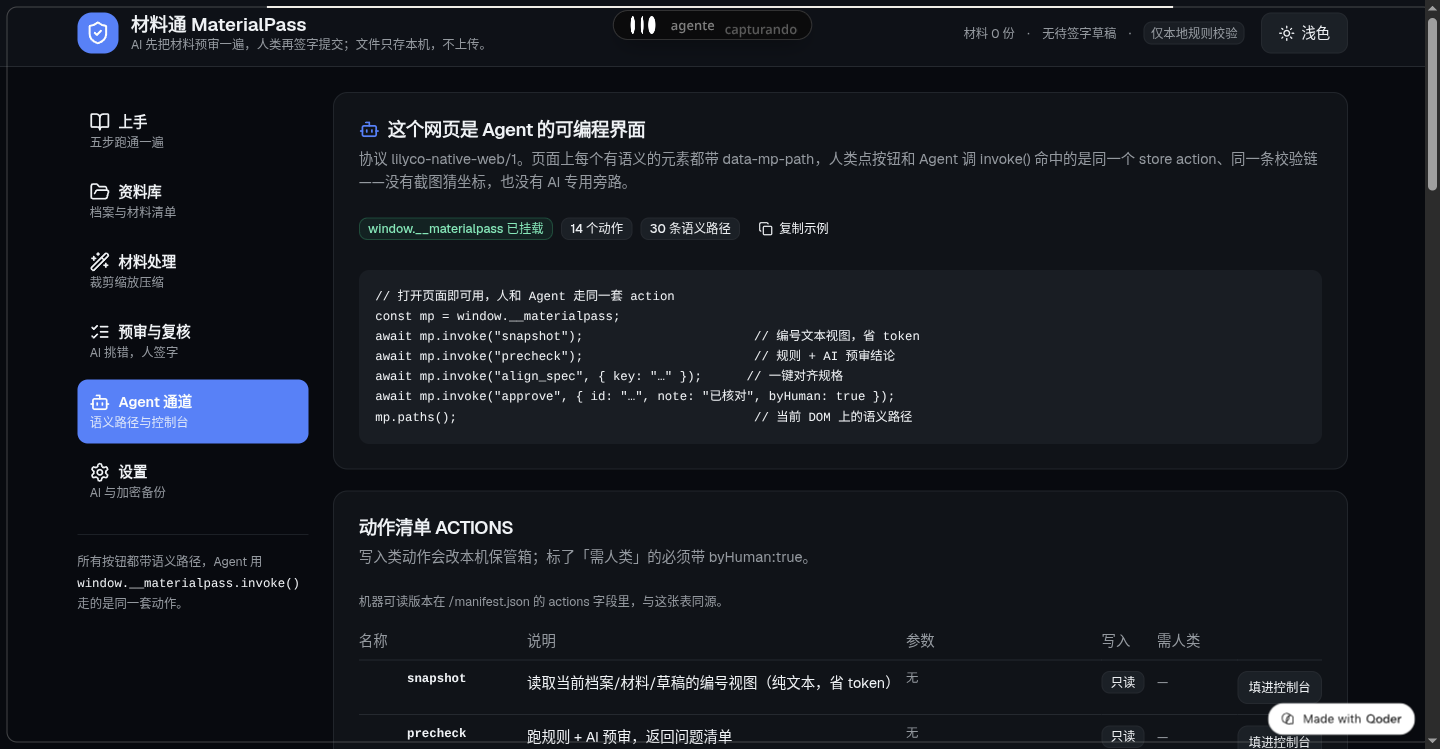 材料通 MaterialPass
AI 先把材料预审一遍，人类再签字提交；文件只存本机，不上传。
agente capturando
材料 0 份 · 无待签字草稿 · 仅本地规则校验
浅色
上手
五步跑通一遍
资料库
档案与材料清单
材料处理
裁剪缩放压缩
预审与复核
AI 挑错，人签字
Agent 通道
语义路径与控制台
设置
AI 与加密备份
所有按钮都带语义路径，Agent 用
window.__materialpass.invoke()
走的是同一套动作。
这个网页是 Agent 的可编程界面
协议 lilyco-native-web/1。页面上每个有语义的元素都带 data-mp-path，人类点按钮和 Agent 调 invoke() 命中的是同一个 store action、同一条校验链
——没有截图猜坐标，也没有 AI 专用旁路。
window.__materialpass 已挂载 14 个动作 30 条语义路径 复制示例
// 打开页面即可用，人和 Agent 走同一套 action
const mp = window.__materialpass;
await mp.invoke("snapshot"); // 编号文本视图，省 token
await mp.invoke("precheck"); // 规则 + AI 预审结论
await mp.invoke("align_spec", { key: "…" }); // 一键对齐规格
await mp.invoke("approve", { id: "…", note: "已核对", byHuman: true });
mp.paths(); // 当前 DOM 上的语义路径
动作清单 ACTIONS
写入类动作会改本机保管箱；标了「需人类」的必须带 byHuman:true。
机器可读版本在 /manifest.json 的 actions 字段里，与这张表同源。
名称 说明 参数 写入 需人类
snapshot 读取当前档案/材料/草稿的编号视图（纯文本，省 token） 无 只读 — 填进控制台
precheck 跑规则 + AI 预审，返回问题清单 无 只读 — 填进控制台
Made with Qoder